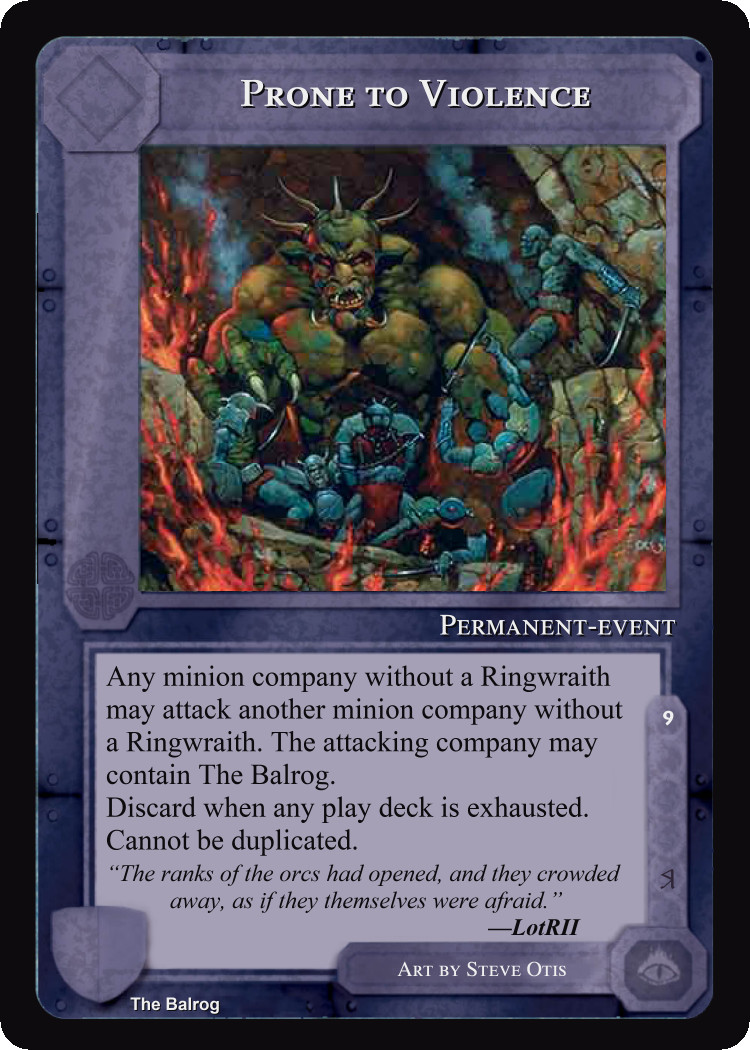 Prone to Violence
Permanent-event
Any minion company without a Ringwraith
may attack another minion company without
a Ringwraith. The attacking company may
contain The Balrog.
Discard when any play deck is exhausted.
Cannot be duplicated.
9
“The ranks of the orcs had opened, and they crowded
away, as if they themselves were afraid.”
—LotRII
Art by Steve Otis
The Balrog